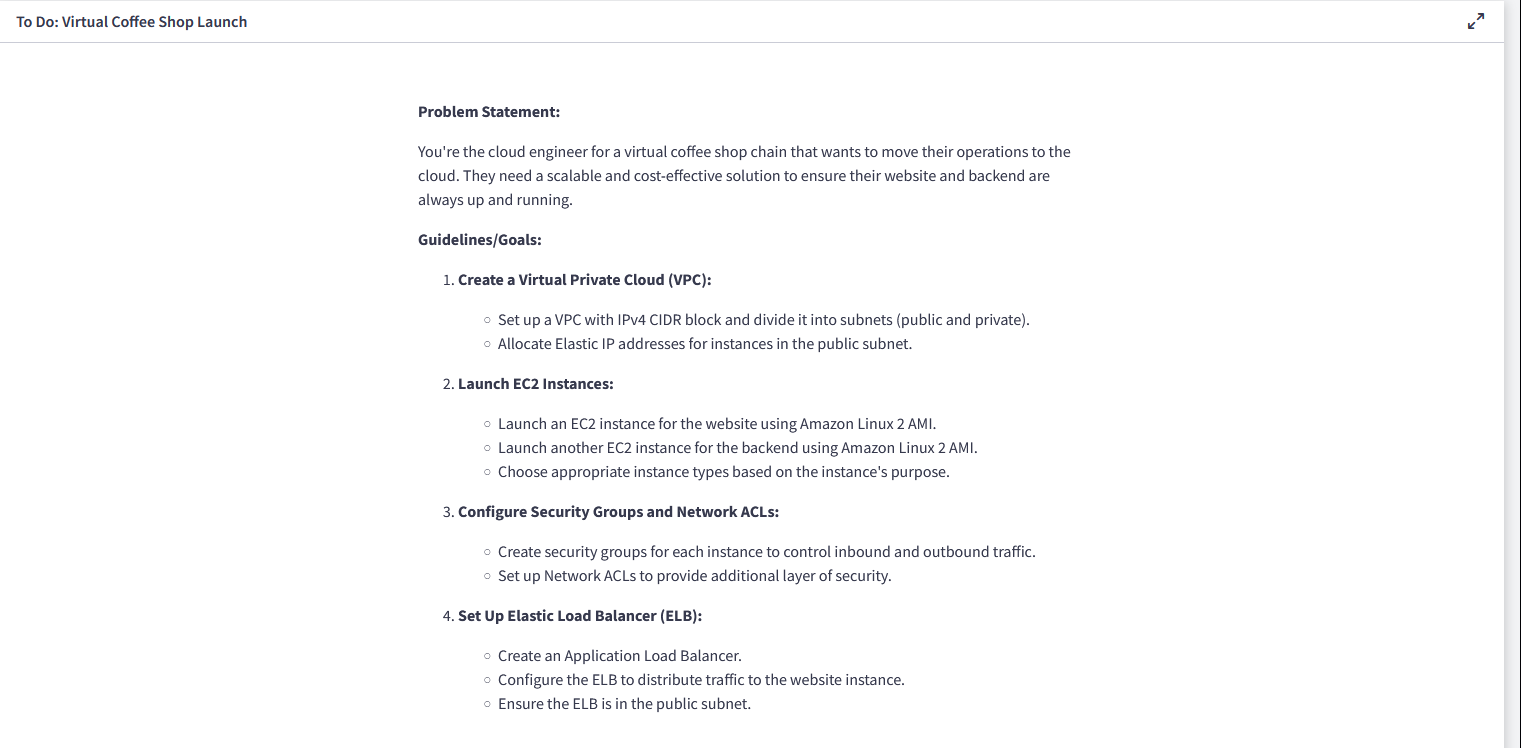 To Do: Virtual Coffee Shop Launch
Problem Statement:
You're the cloud engineer for a virtual coffee shop chain that wants to move their operations to the
cloud. They need a scalable and cost-effective solution to ensure their website and backend are
always up and running.
Guidelines/Goals:
1. Create a Virtual Private Cloud (VPC):
○ Set up a VPC with IPv4 CIDR block and divide it into subnets (public and private).
○ Allocate Elastic IP addresses for instances in the public subnet.
2. Launch EC2 Instances:
○ Launch an EC2 instance for the website using Amazon Linux 2 AMI.
○ Launch another EC2 instance for the backend using Amazon Linux 2 AMI.
○ Choose appropriate instance types based on the instance's purpose.
3. Configure Security Groups and Network ACLs:
○ Create security groups for each instance to control inbound and outbound traffic.
○ Set up Network ACLs to provide additional layer of security.
4. Set Up Elastic Load Balancer (ELB):
○ Create an Application Load Balancer.
○ Configure the ELB to distribute traffic to the website instance.
○ Ensure the ELB is in the public subnet.